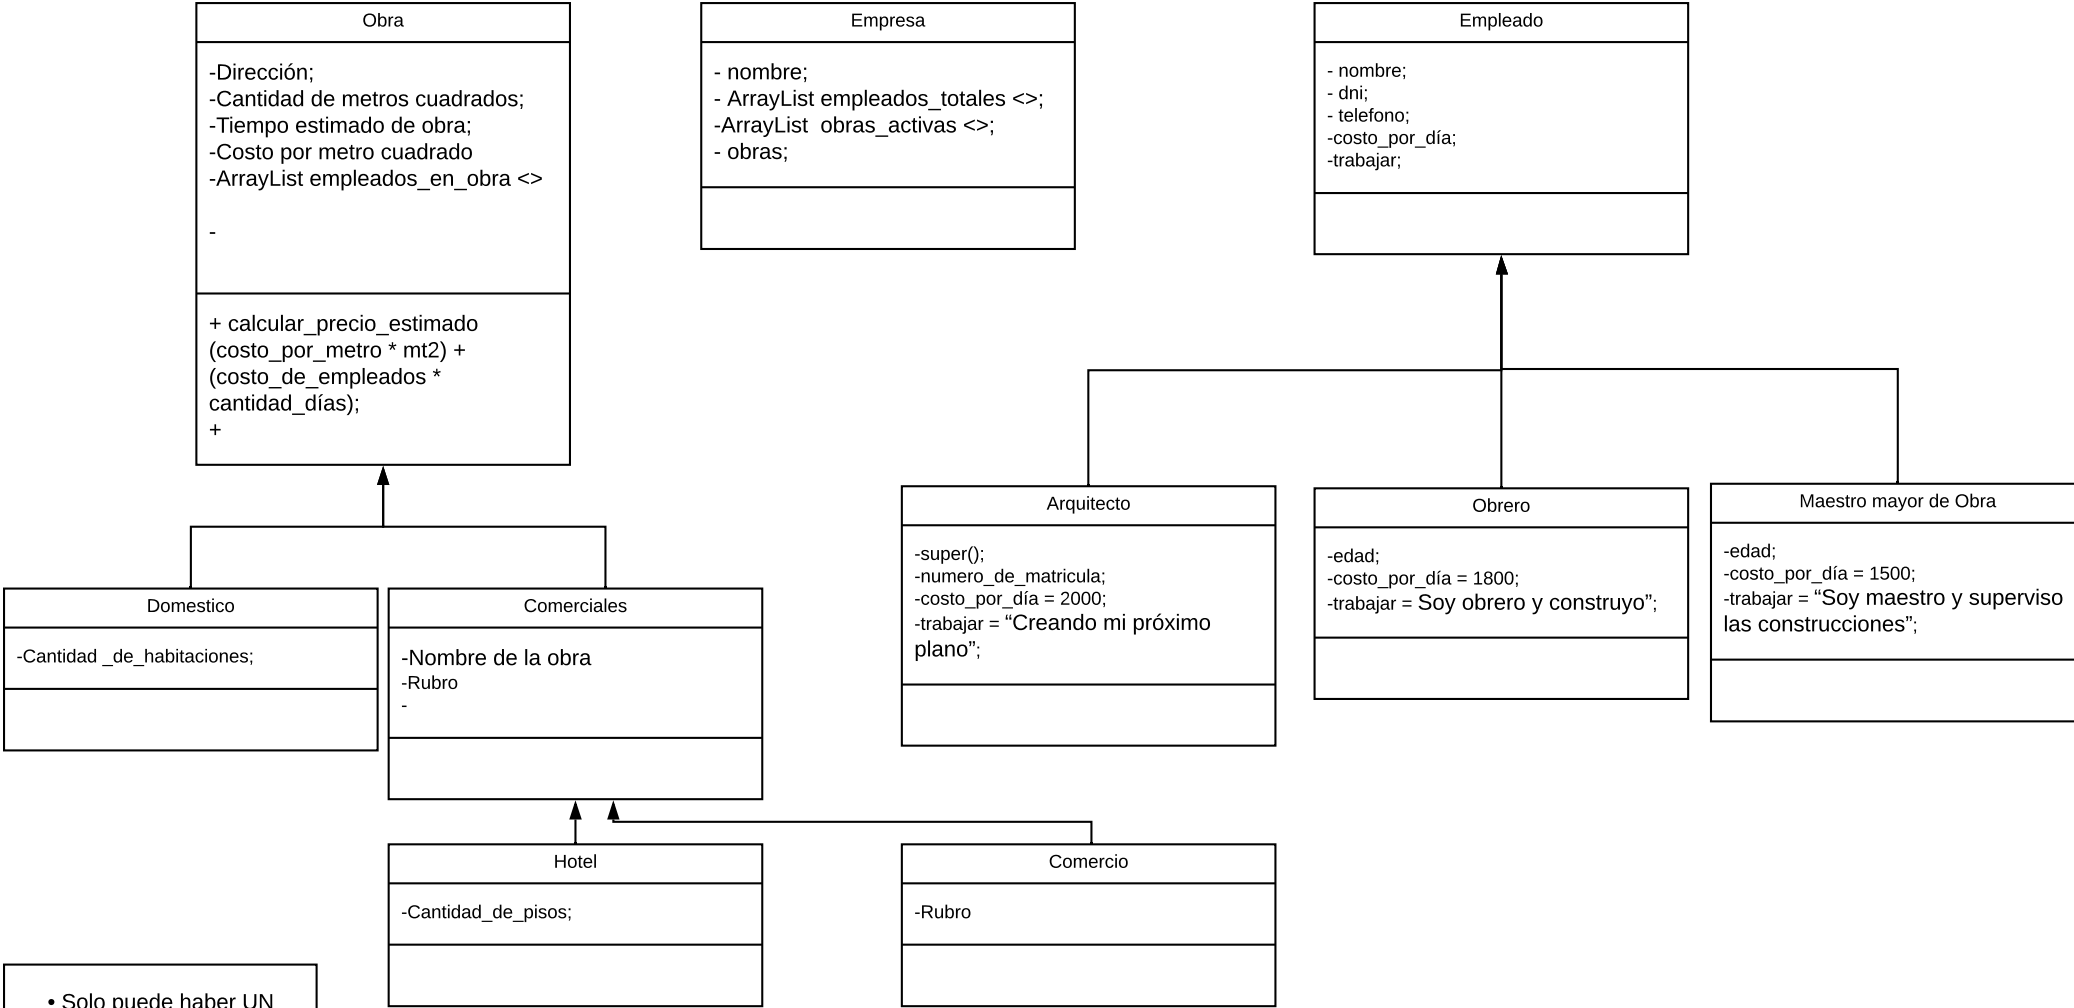 Obra
-Dirección;
-Cantidad de metros cuadrados;
-Tiempo estimado de obra;
-Costo por metro cuadrado
-ArrayList empleados_en_obra <>
-
+ calcular_precio_estimado
(costo_por_metro * mt2) +
(costo_de_empleados *
cantidad_días);
+
Empresa
- nombre;
- ArrayList empleados_totales <>;
-ArrayList  obras_activas <>;
- obras;
Empleado
- nombre;
- dni;
- telefono;
-costo_por_día;
-trabajar;
Domestico
-Cantidad _de_habitaciones;
Comerciales
-Nombre de la obra
-Rubro
-
Arquitecto
-super();
-numero_de_matricula;
-costo_por_día = 2000;
-trabajar = “Creando mi próximo
plano”;
Obrero
-edad;
-costo_por_día = 1800;
-trabajar = Soy obrero y construyo”;
Maestro mayor de Obra
-edad;
-costo_por_día = 1500;
-trabajar = “Soy maestro y superviso
las construcciones”;
Hotel
-Cantidad_de_pisos;
Comercio
-Rubro
• Solo puede haber UN